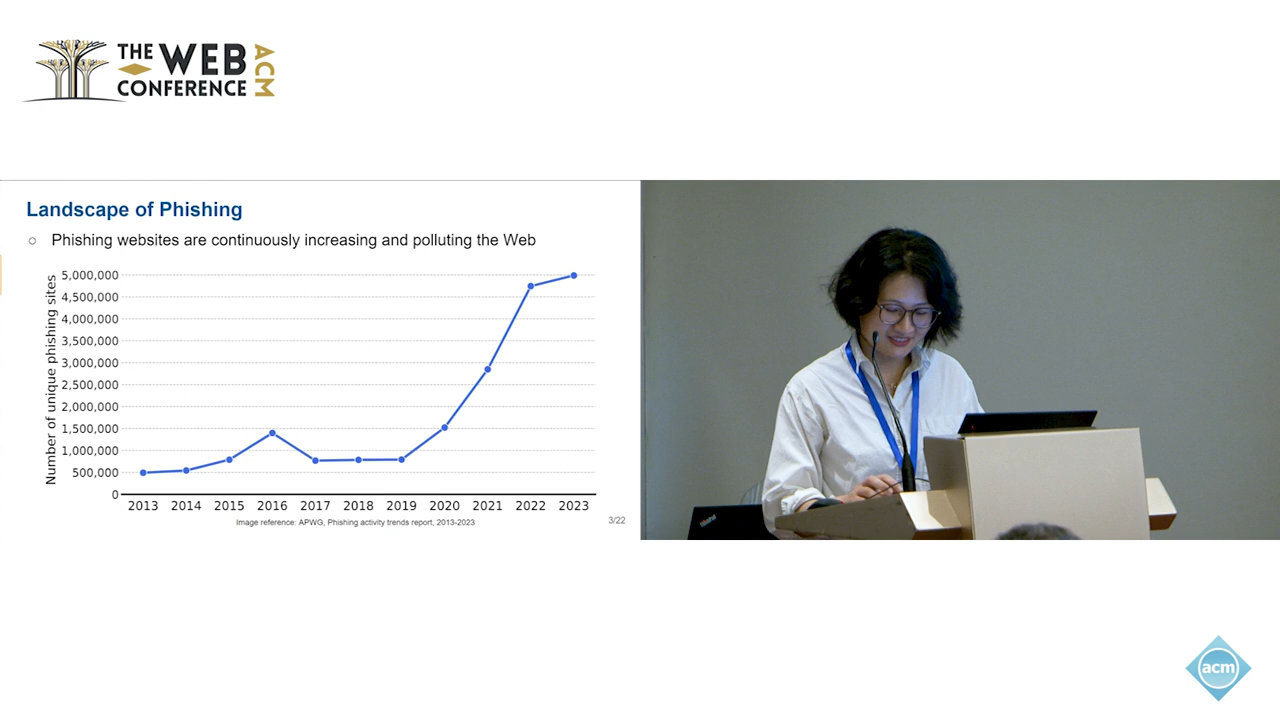 THE WEB
CONFERENCE
ACM
Landscape of Phishing
○ Phishing websites are continuously increasing and polluting the Web
Number of unique phishing sites
5,000,000
4,500,000
4,000,000
3,500,000
3,000,000
2,500,000
2,000,000
1,500,000
1,000,000
500,000
0
2013 2014 2015 2016 2017 2018 2019 2020 2021 2022 2023
Image reference: APWG, Phishing activity trends report, 2013-2023
3/22
ThinkPad
acm